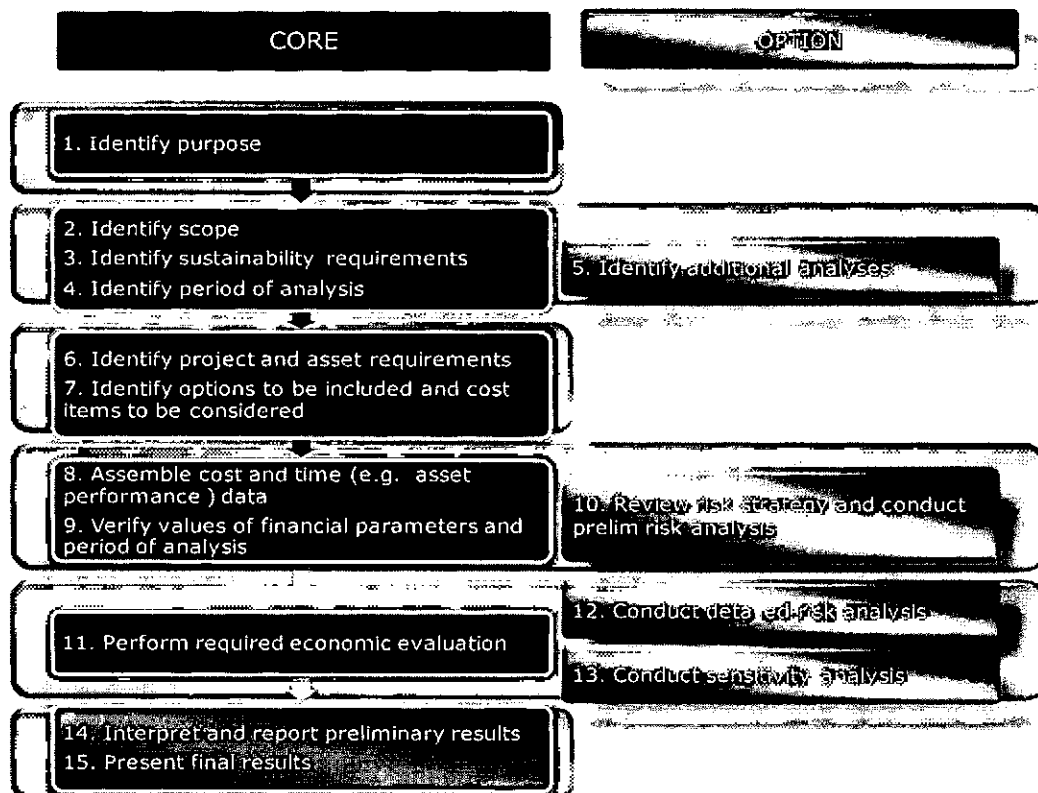 CORE
OPTION
1. Identify purpose
2. Identify scope
3. Identify sustainability requirements
4. Identify period of analysis
5. Identify additional analyses
6. Identify project and asset requirements
7. Identify options to be included and cost
items to be considered
8. Assemble cost and time (e.g. asset
performance ) data
9. Verify values of financial parameters and
period of analysis
10. Review risk strategy and conduct
prelim risk analysis
11. Perform required economic evaluation
12. Conduct detailed risk analysis
13. Conduct sensitivity analysis
14. Interpret and report preliminary results
15. Present final results